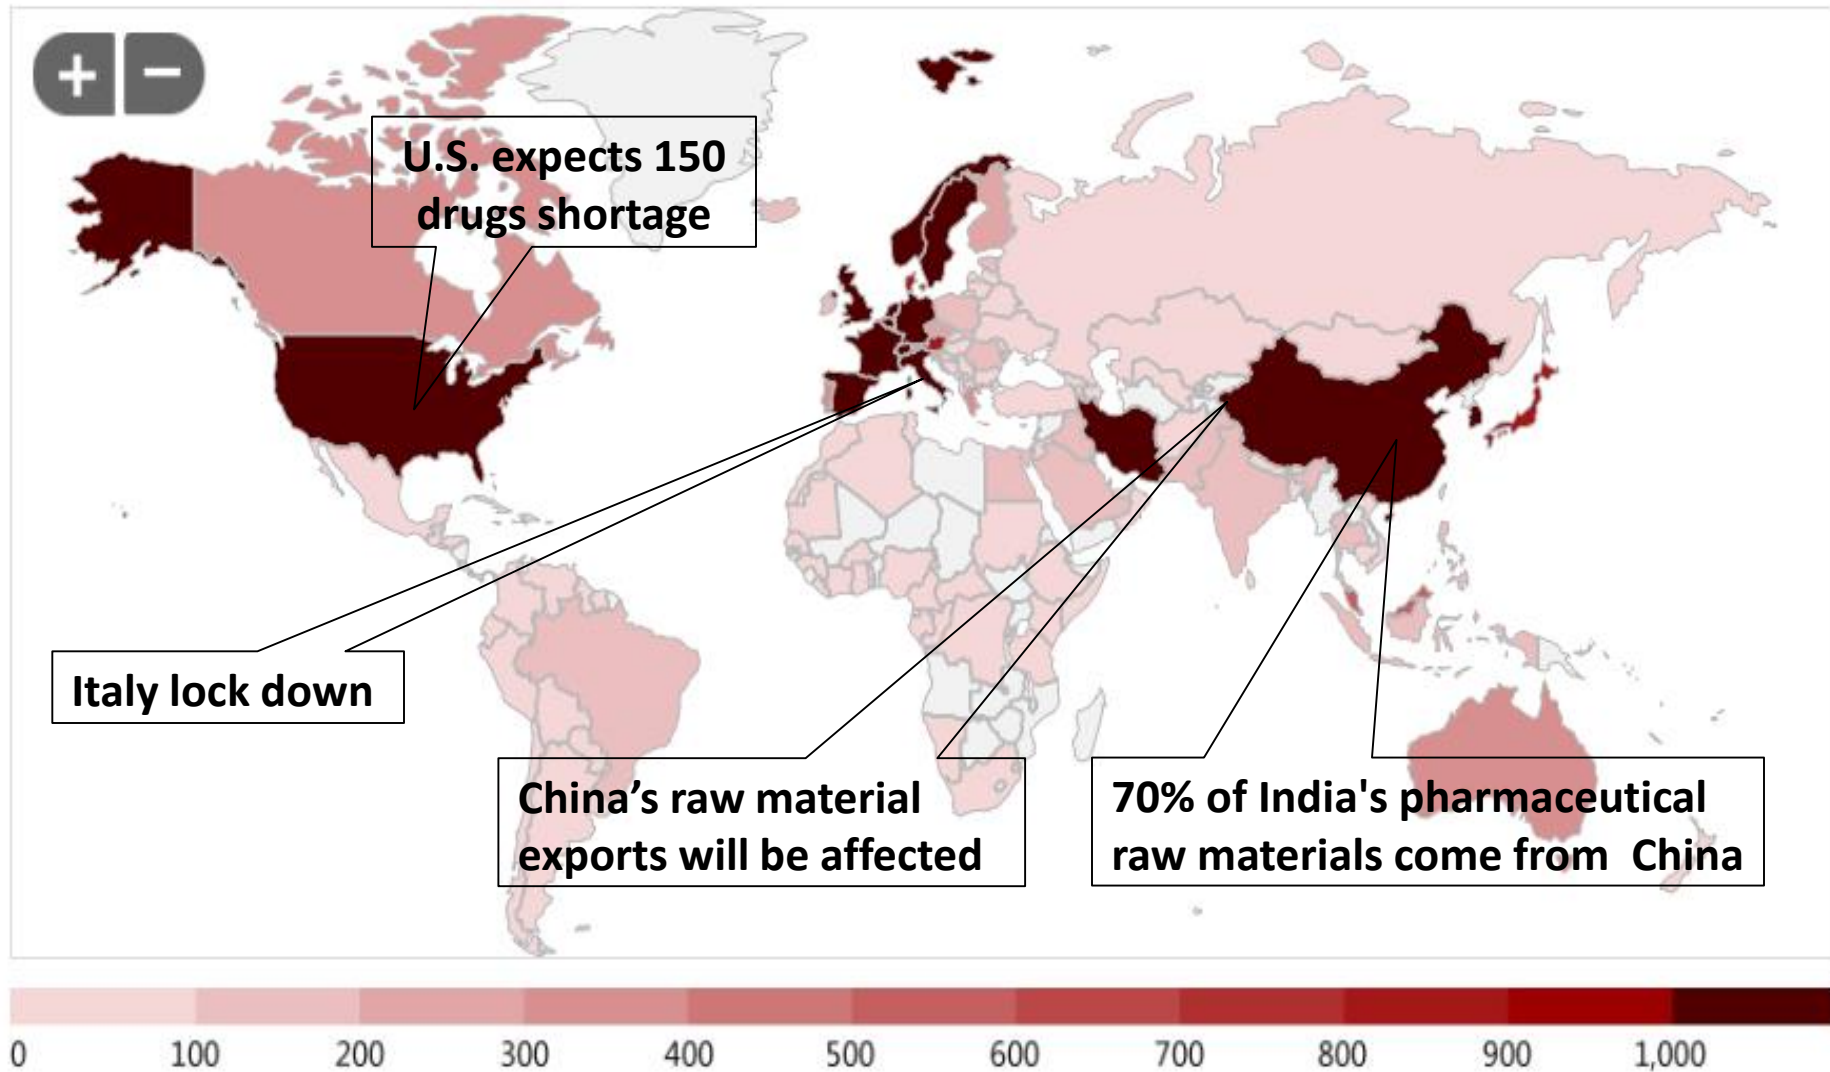 + −
U.S. expects 150
drugs shortage
Italy lock down
China’s raw material
exports will be affected
70% of India's pharmaceutical
raw materials come from  China
0 100 200 300 400 500 600 700 800 900 1,000